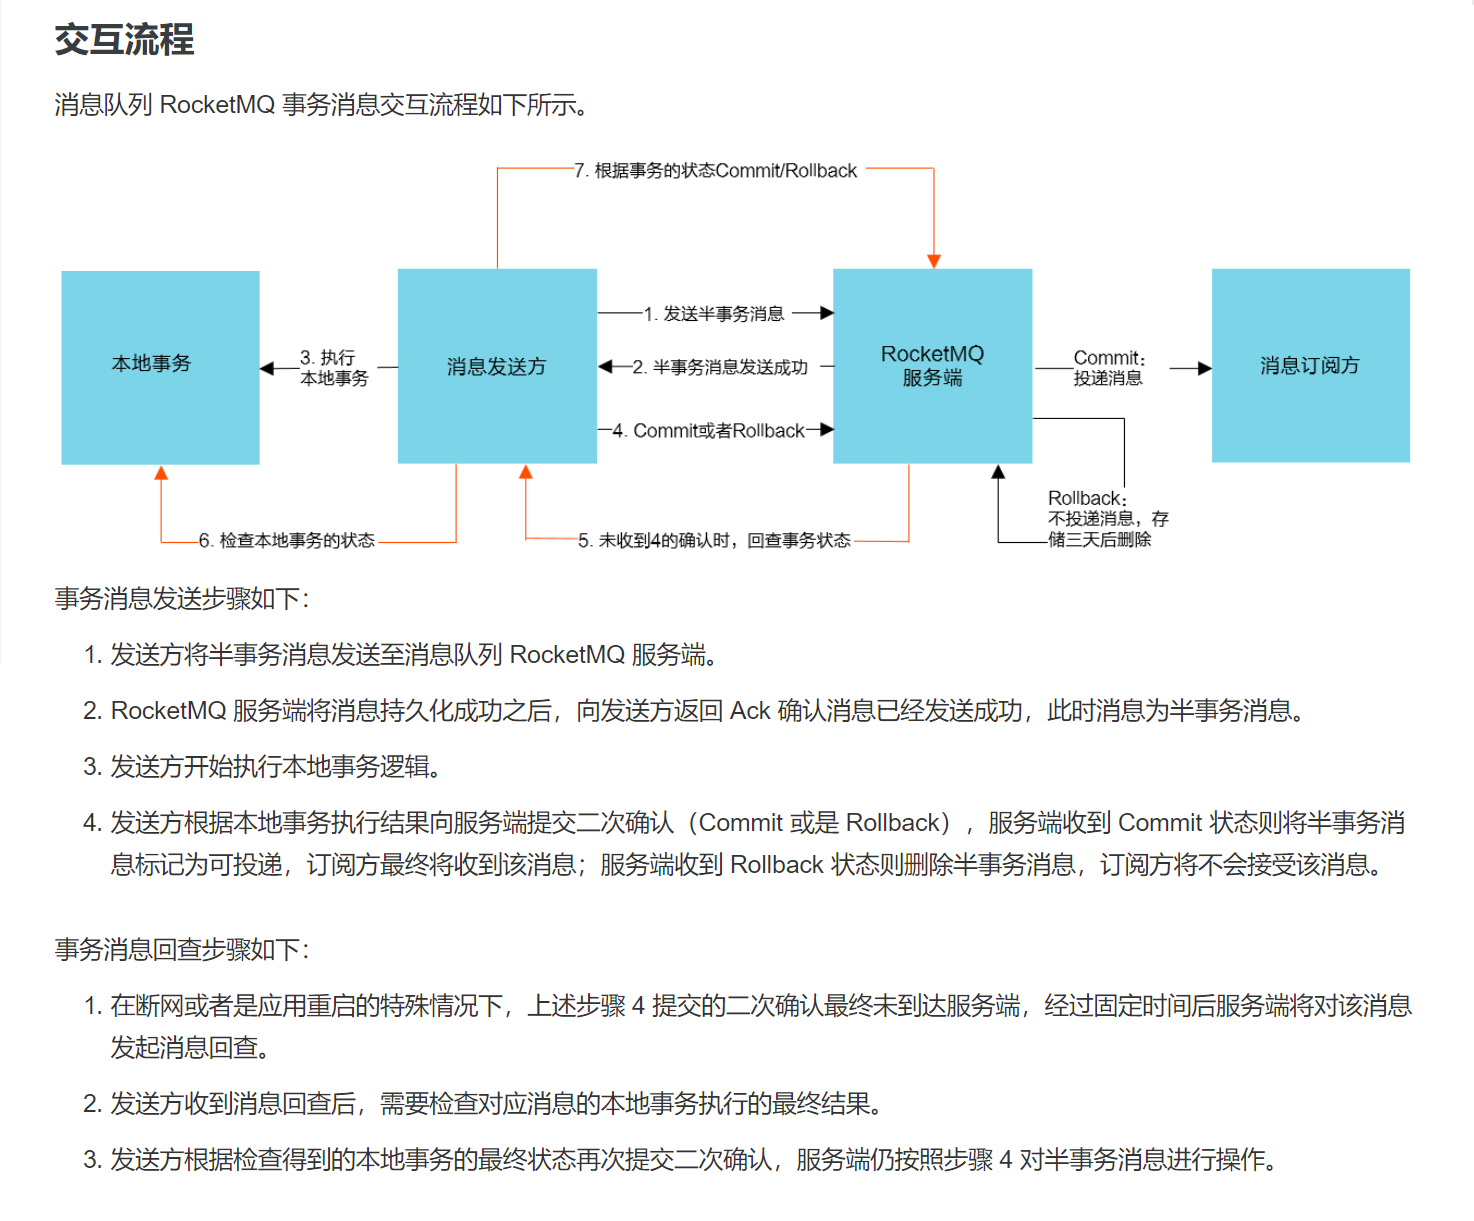 交互流程
消息队列 RocketMQ 事务消息交互流程如下所示。
7. 根据事务的状态Commit/Rollback
本地事务
3. 执行
本地事务
消息发送方
1. 发送半事务消息
2. 半事务消息发送成功
4. Commit或者Rollback
RocketMQ
服务端
Commit：
投递消息
消息订阅方
Rollback：
不投递消息，存
储三天后删除
6. 检查本地事务的状态
5. 未收到4的确认时，回查事务状态
事务消息发送步骤如下：
1. 发送方将半事务消息发送至消息队列 RocketMQ 服务端。
2. RocketMQ 服务端将消息持久化成功之后，向发送方返回 Ack 确认消息已经发送成功，此时消息为半事务消息。
3. 发送方开始执行本地事务逻辑。
4. 发送方根据本地事务执行结果向服务端提交二次确认（Commit 或是 Rollback），服务端收到 Commit 状态则将半事务消
息标记为可投递，订阅方最终将收到该消息；服务端收到 Rollback 状态则删除半事务消息，订阅方将不会接受该消息。
事务消息回查步骤如下：
1. 在断网或者是应用重启的特殊情况下，上述步骤 4 提交的二次确认最终未到达服务端，经过固定时间后服务端将对该消息
发起消息回查。
2. 发送方收到消息回查后，需要检查对应消息的本地事务执行的最终结果。
3. 发送方根据检查得到的本地事务的最终状态再次提交二次确认，服务端仍按照步骤 4 对半事务消息进行操作。